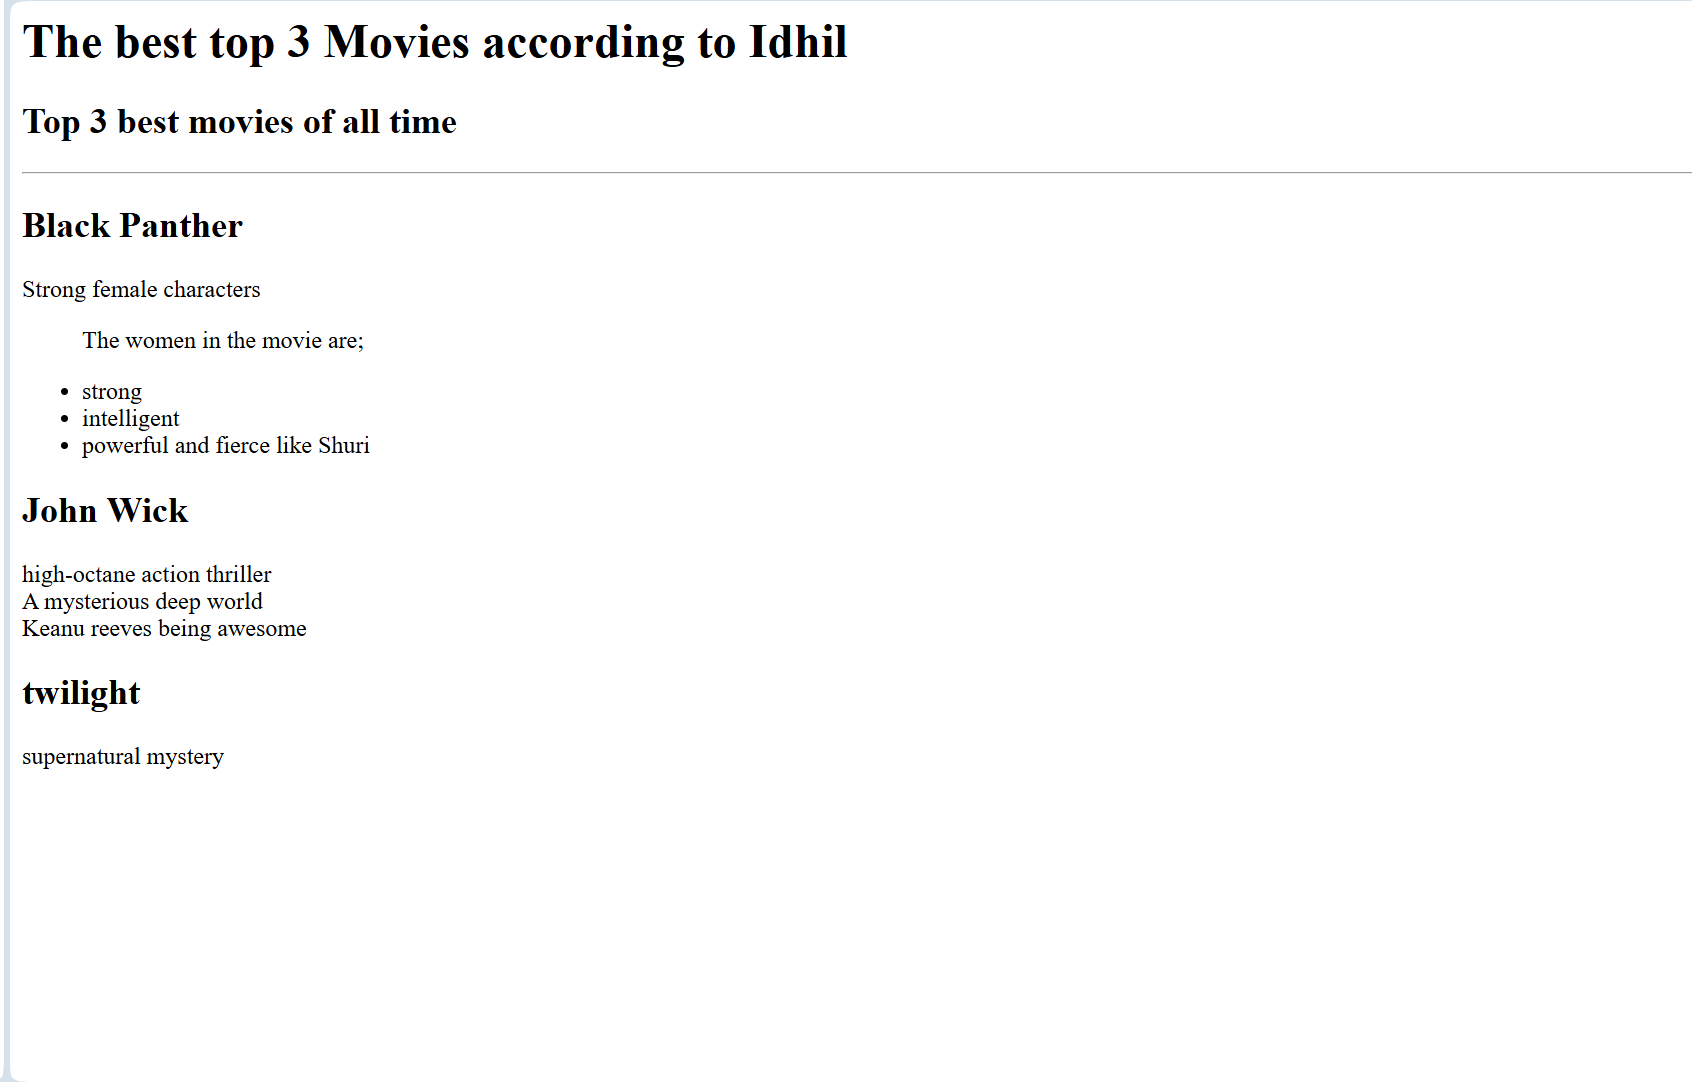 The best top 3 Movies according to Idhil
Top 3 best movies of all time
Black Panther
Strong female characters
The women in the movie are;
• strong
• intelligent
• powerful and fierce like Shuri
John Wick
high-octane action thriller
A mysterious deep world
Keanu reeves being awesome
twilight
supernatural mystery